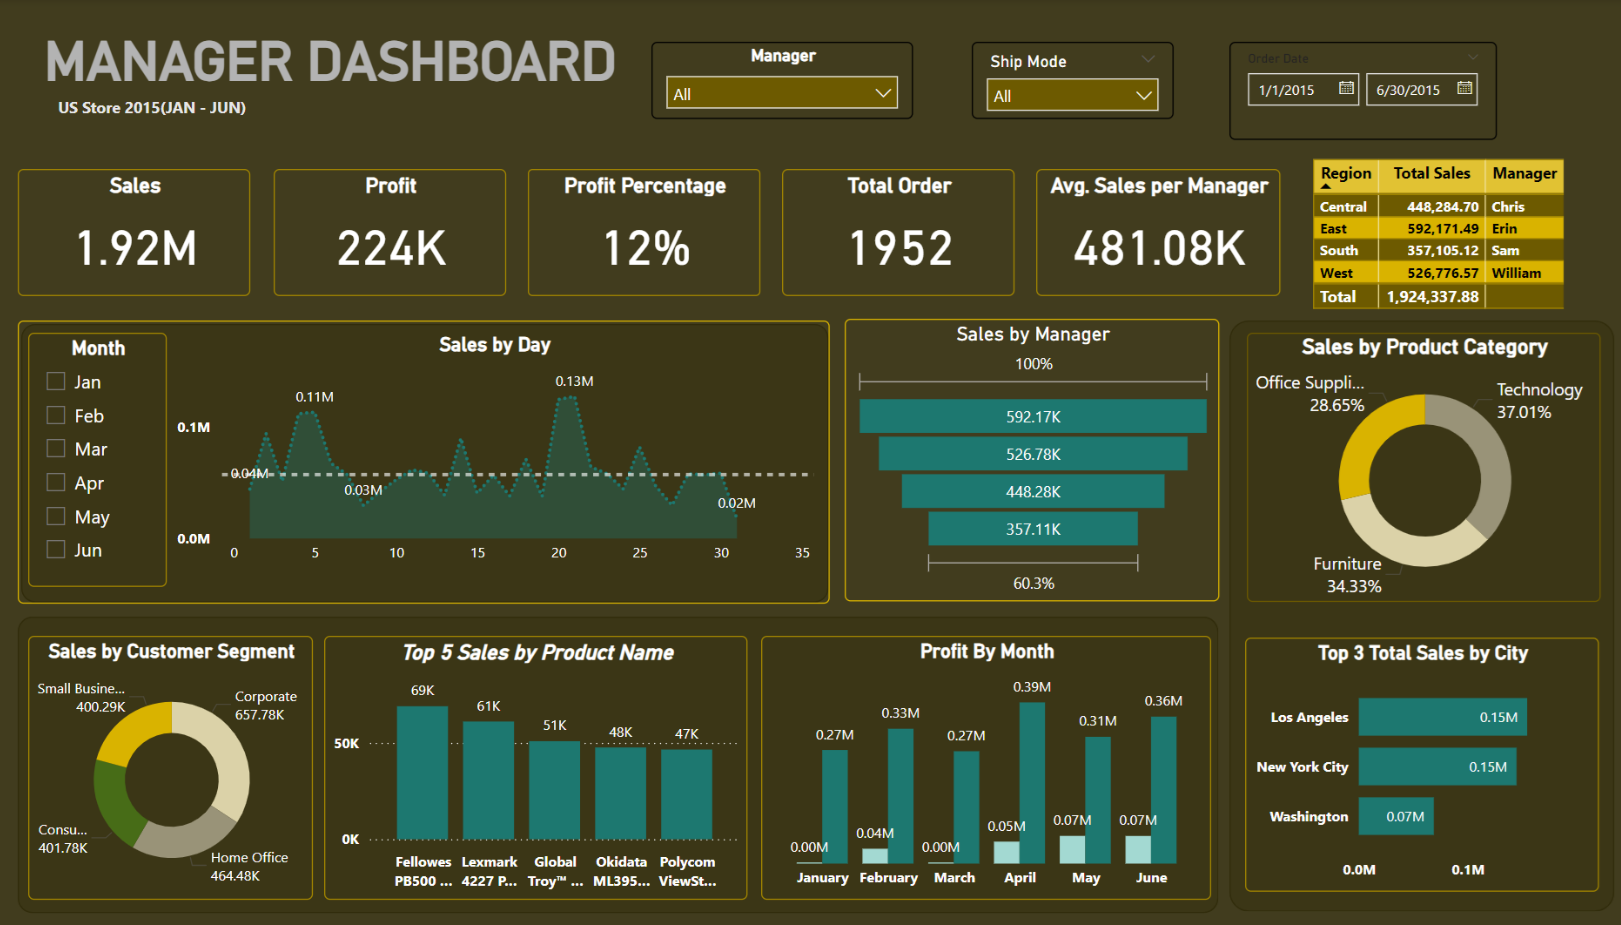 MANAGER DASHBOARD
US Store 2015(JAN - JUN)
Manager
All
Ship Mode
All
Order Date
1/1/2015
6/30/2015
Sales
1.92M
Profit
224K
Profit Percentage
12%
Total Order
1952
Avg. Sales per Manager
481.08K
Region Total Sales Manager
Central 448,284.70 Chris
East 592,171.49 Erin
South 357,105.12 Sam
West 526,776.57 William
Total 1,924,337.88
Month
Jan
Feb
Mar
Apr
May
Jun
Sales by Day
0.13M
0.11M
0.1M
0.04M
0.03M
0.02M
0.0M
0 5 10 15 20 25 30 35
Sales by Manager
100%
592.17K
526.78K
448.28K
357.11K
60.3%
Sales by Product Category
Office Suppli...
28.65%
Technology
37.01%
Furniture
34.33%
Sales by Customer Segment
Small Busine...
400.29K
Corporate
657.78K
Consu...
401.78K
Home Office
464.48K
Top 5 Sales by Product Name
69K
61K
51K
48K
47K
50K
0K
Fellowes Lexmark Global Okidata Polycom
PB500 ... 4227 P... Troy™ ... ML395... ViewSt...
Profit By Month
0.27M
0.33M
0.27M
0.39M
0.31M
0.36M
0.00M
0.04M
0.00M
0.05M
0.07M
0.07M
January February March April May June
Top 3 Total Sales by City
Los Angeles 0.15M
New York City 0.15M
Washington 0.07M
0.0M 0.1M